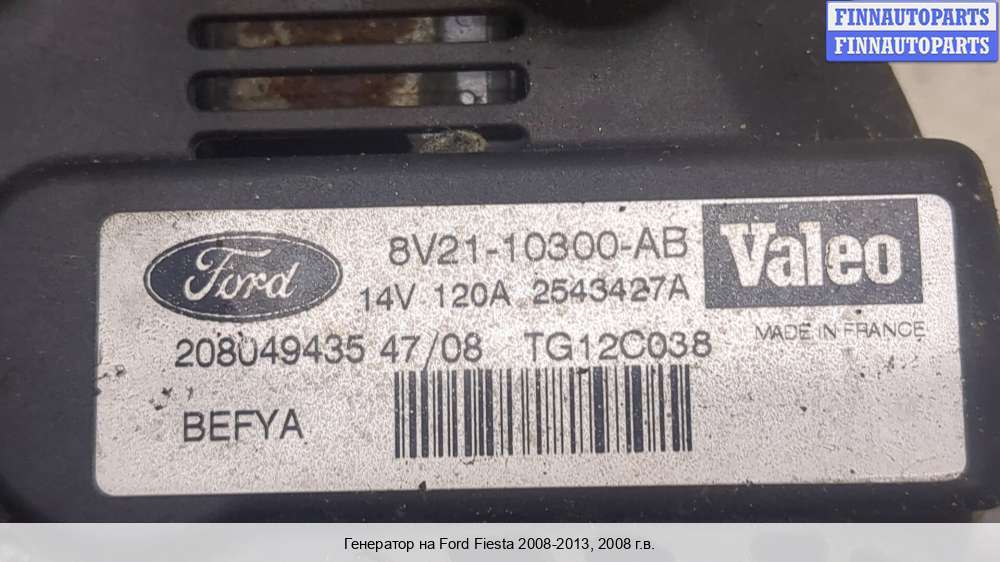 FINNAUTOPARTS
FINNAUTOPARTS
Ford
8V21-10300-AB
Valeo
14V 120A 2543427A
MADE IN FRANCE
208049435 47/08 TG12C038
BEFYA
Генератор на Ford Fiesta 2008-2013, 2008 г.в.